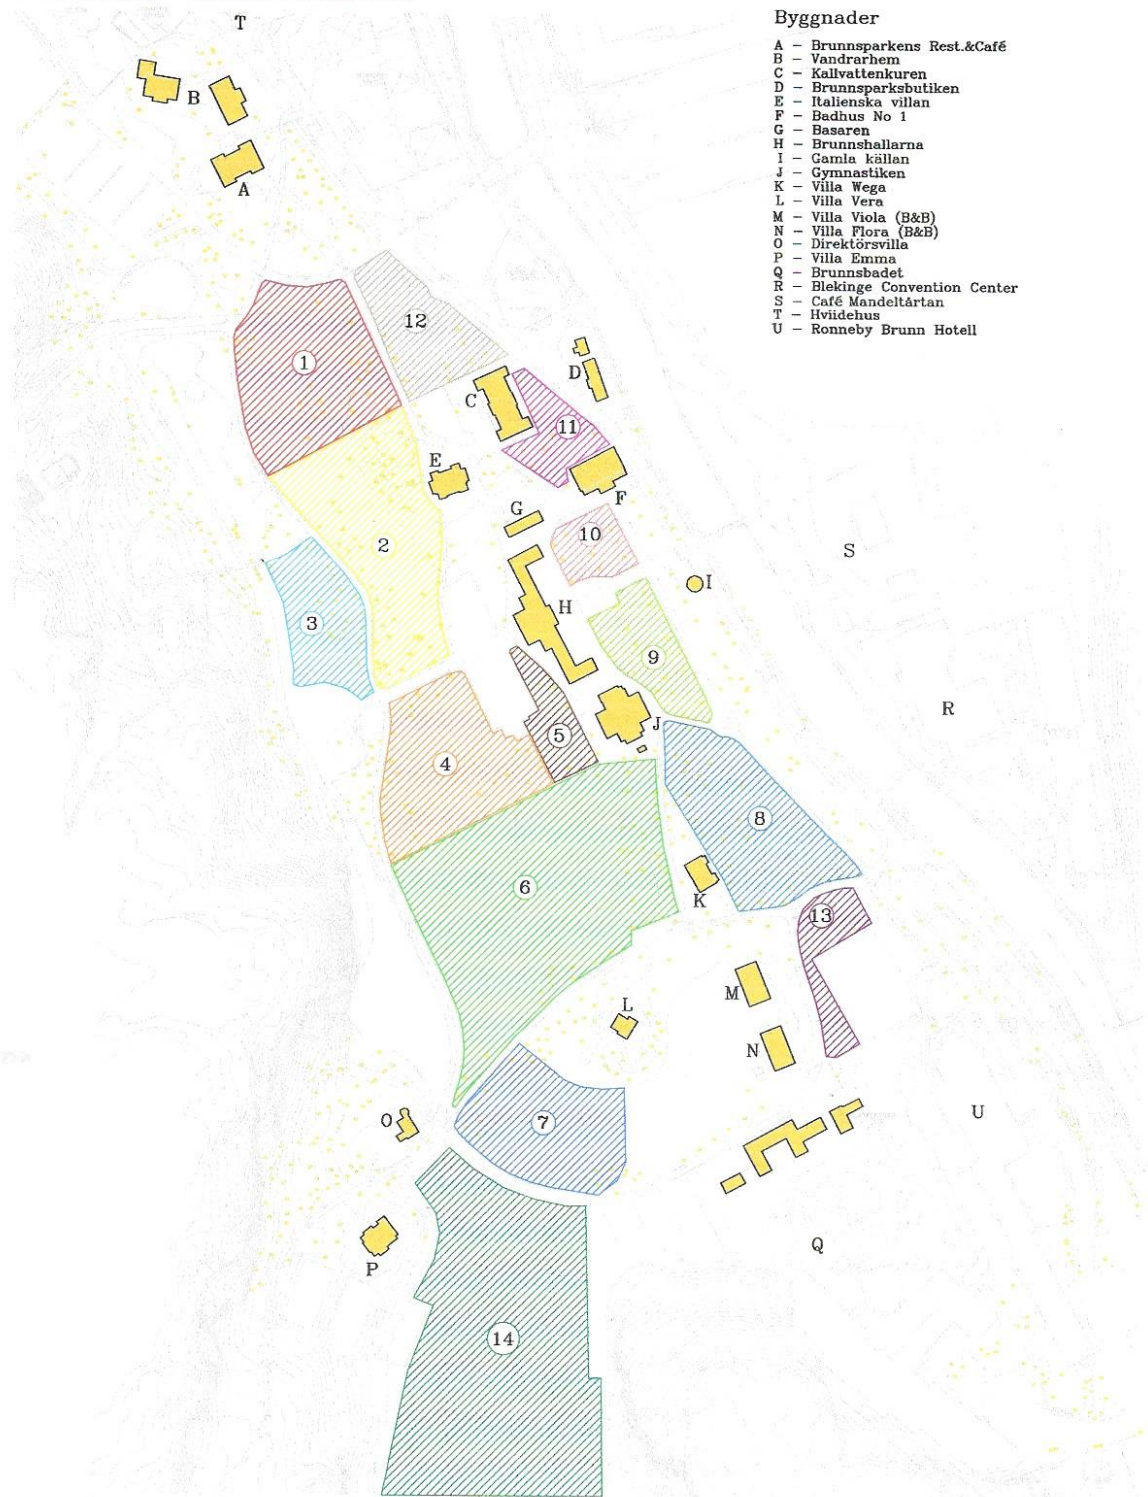 T
Byggnader
A – Brunnsparkens Rest.&Café
B – Vandrarhem
C – Kallvattenkuren
D – Brunnsparksbutiken
E – Italienska villan
F – Badhus No 1
G – Basaren
H – Brunnshallarna
I – Gamla källan
J – Gymnastiken
K – Villa Wega
L – Villa Vera
M – Villa Viola (B&B)
N – Villa Flora (B&B)
O – Direktörsvilla
P – Villa Emma
Q – Brunnsbadet
R – Blekinge Convention Center
S – Café Mandeltårtan
T – Hviidehus
U – Ronneby Brunn Hotell
B
A
12
1
D
C
11
E
F
G
10
2
S
I
H
3
9
R
J
5
4
8
6
K
13
M
L
N
U
O
7
Q
P
14